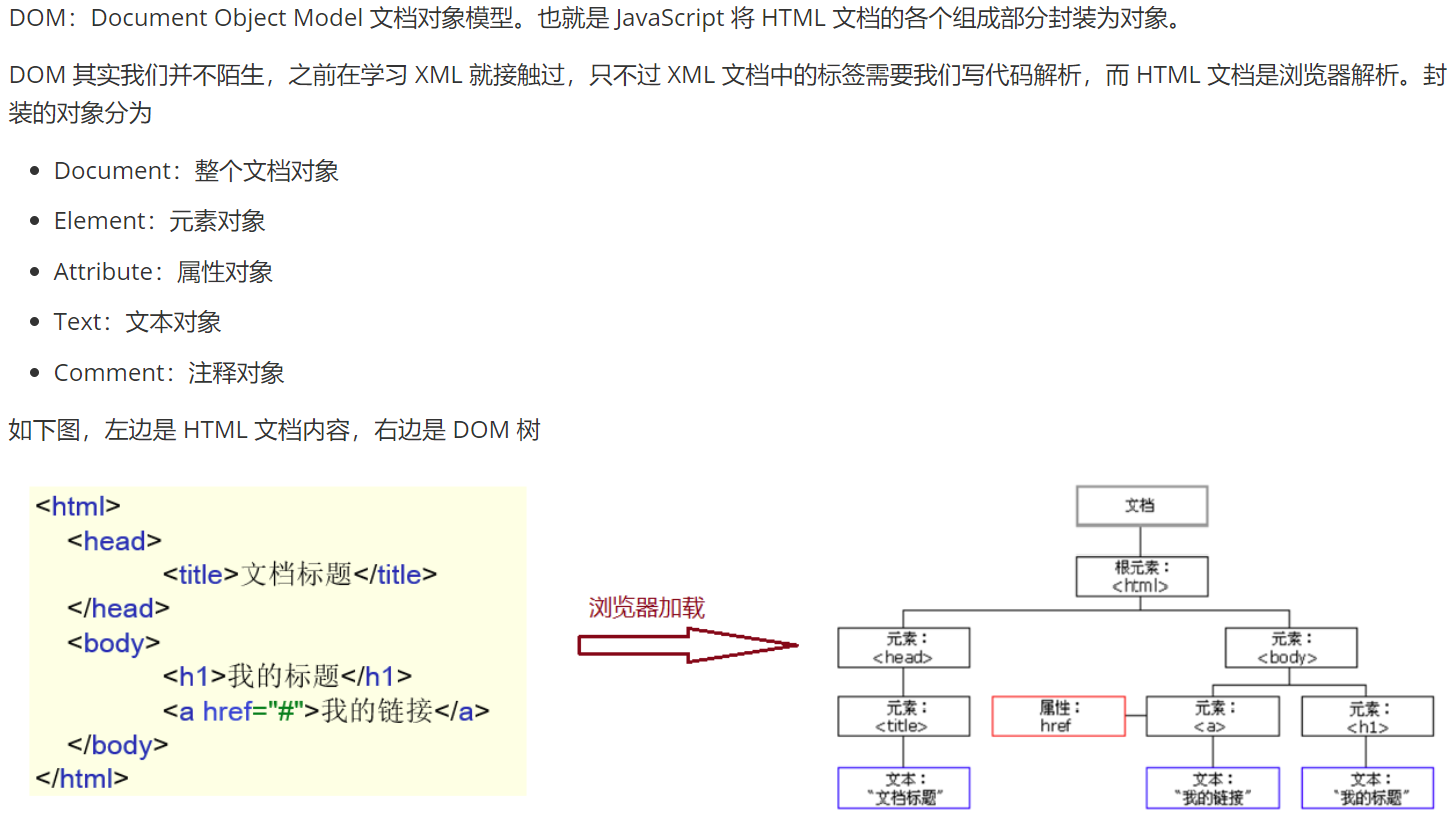 DOM：Document Object Model 文档对象模型。也就是 JavaScript 将 HTML 文档的各个组成部分封装为对象。
DOM 其实我们并不陌生，之前在学习 XML 就接触过，只不过 XML 文档中的标签需要我们写代码解析，而 HTML 文档是浏览器解析。封
装的对象分为
Document：整个文档对象
Element：元素对象
Attribute：属性对象
Text：文本对象
Comment：注释对象
如下图，左边是 HTML 文档内容，右边是 DOM 树
<html>
<head>
<title>文档标题</title>
</head>
<body>
<h1>我的标题</h1>
<a href="#">我的链接</a>
</body>
</html>
浏览器加载
文档
根元素：
<html>
元素：
<head>
元素：
<body>
元素：
<title>
属性：
href
元素：
<a>
元素：
<h1>
文本：
“文档标题”
文本：
“我的链接”
文本：
“我的标题”